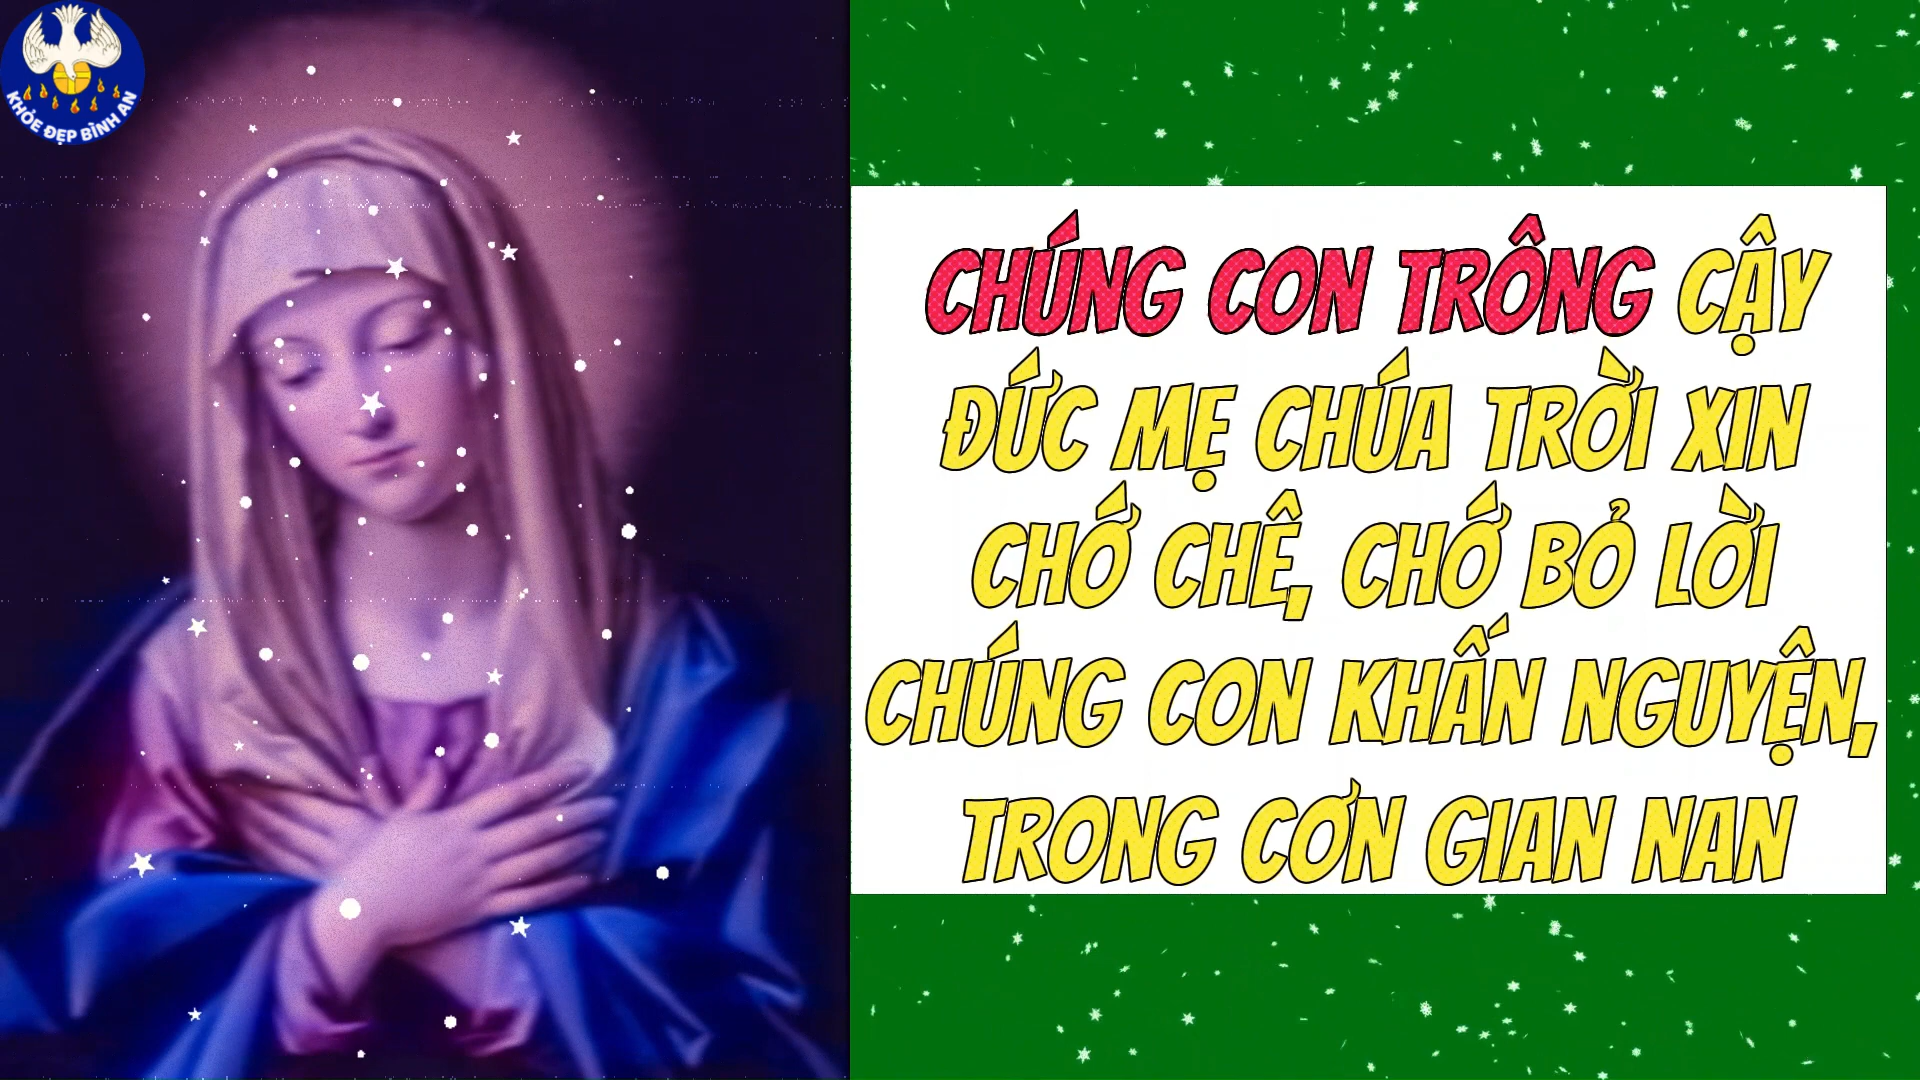 KHỎE ĐẸP BÌNH AN
CHÚNG CON TRÔNG CẬY
ĐỨC MẸ CHÚA TRỜI XIN
CHỚ CHÊ, CHỚ BỎ LỜI
CHÚNG CON KHẤN NGUYỆN,
TRONG CƠN GIAN NAN